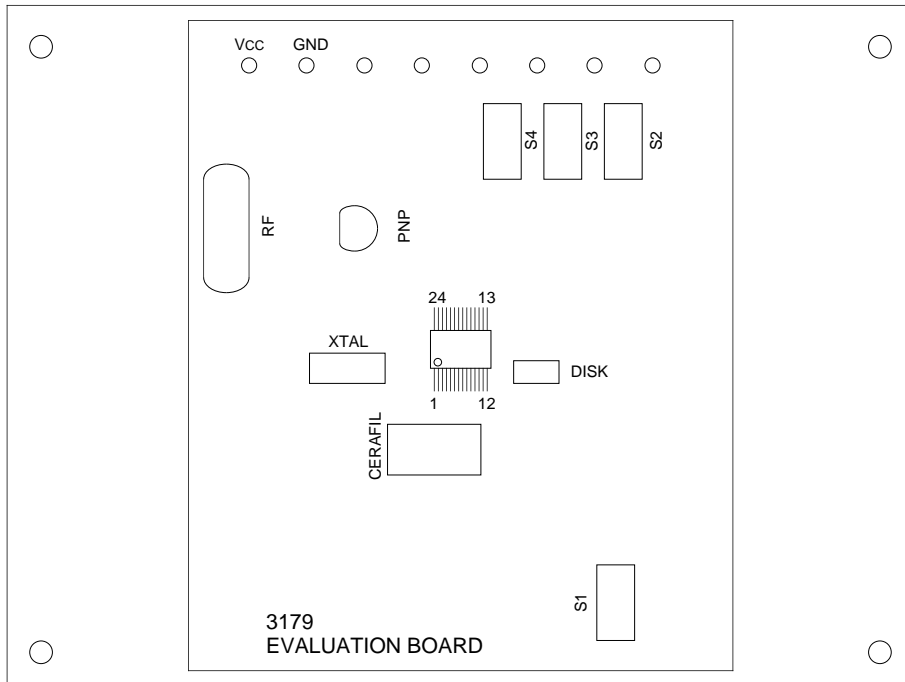 VCC GND
S4
S3
S2
RF
PNP
24 13
XTAL
DISK
1 12
CERAFIL
S1
3179
EVALUATION BOARD